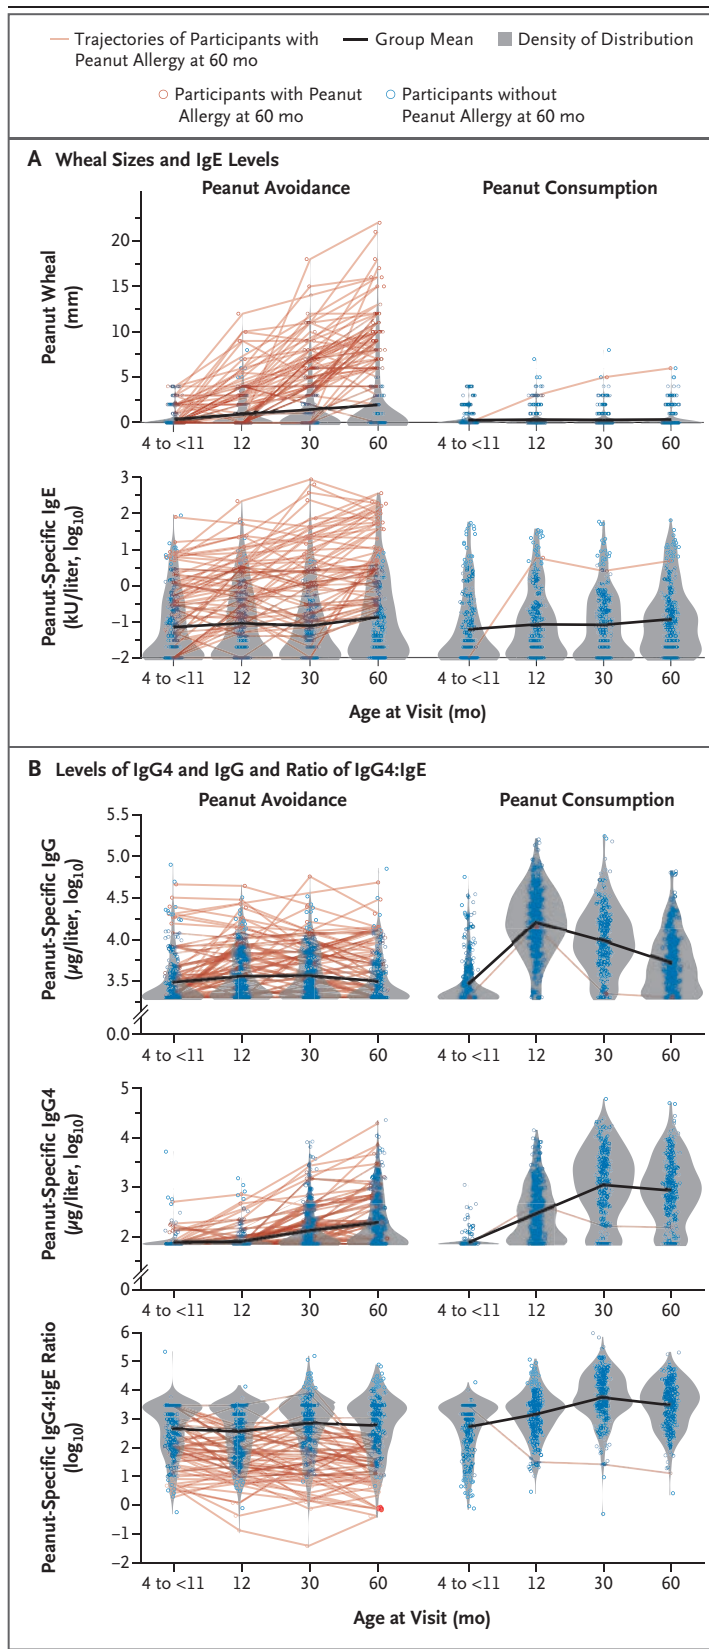 Trajectories of Participants with
Peanut Allergy at 60 mo
Group Mean
Density of Distribution
Participants with Peanut
Allergy at 60 mo
Participants without
Peanut Allergy at 60 mo
A Wheal Sizes and IgE Levels
Peanut Avoidance
Peanut Consumption
Peanut Wheal
(mm)
20
15
10
5
0
4 to <11 12 30 60
4 to <11 12 30 60
Peanut-Specific IgE
(kU/liter, log10)
3
2
1
0
−1
−2
4 to <11 12 30 60
4 to <11 12 30 60
Age at Visit (mo)
B Levels of IgG4 and IgG and Ratio of IgG4:IgE
Peanut Avoidance
Peanut Consumption
Peanut-Specific IgG
(μg/liter, log10)
5.5
5.0
4.5
4.0
3.5
0.0
4 to <11 12 30 60
4 to <11 12 30 60
Peanut-Specific IgG4
(μg/liter, log10)
5
4
3
2
0
4 to <11 12 30 60
4 to <11 12 30 60
Peanut-Specific IgG4:IgE Ratio
(log10)
6
5
4
3
2
1
0
−1
−2
4 to <11 12 30 60
4 to <11 12 30 60
Age at Visit (mo)